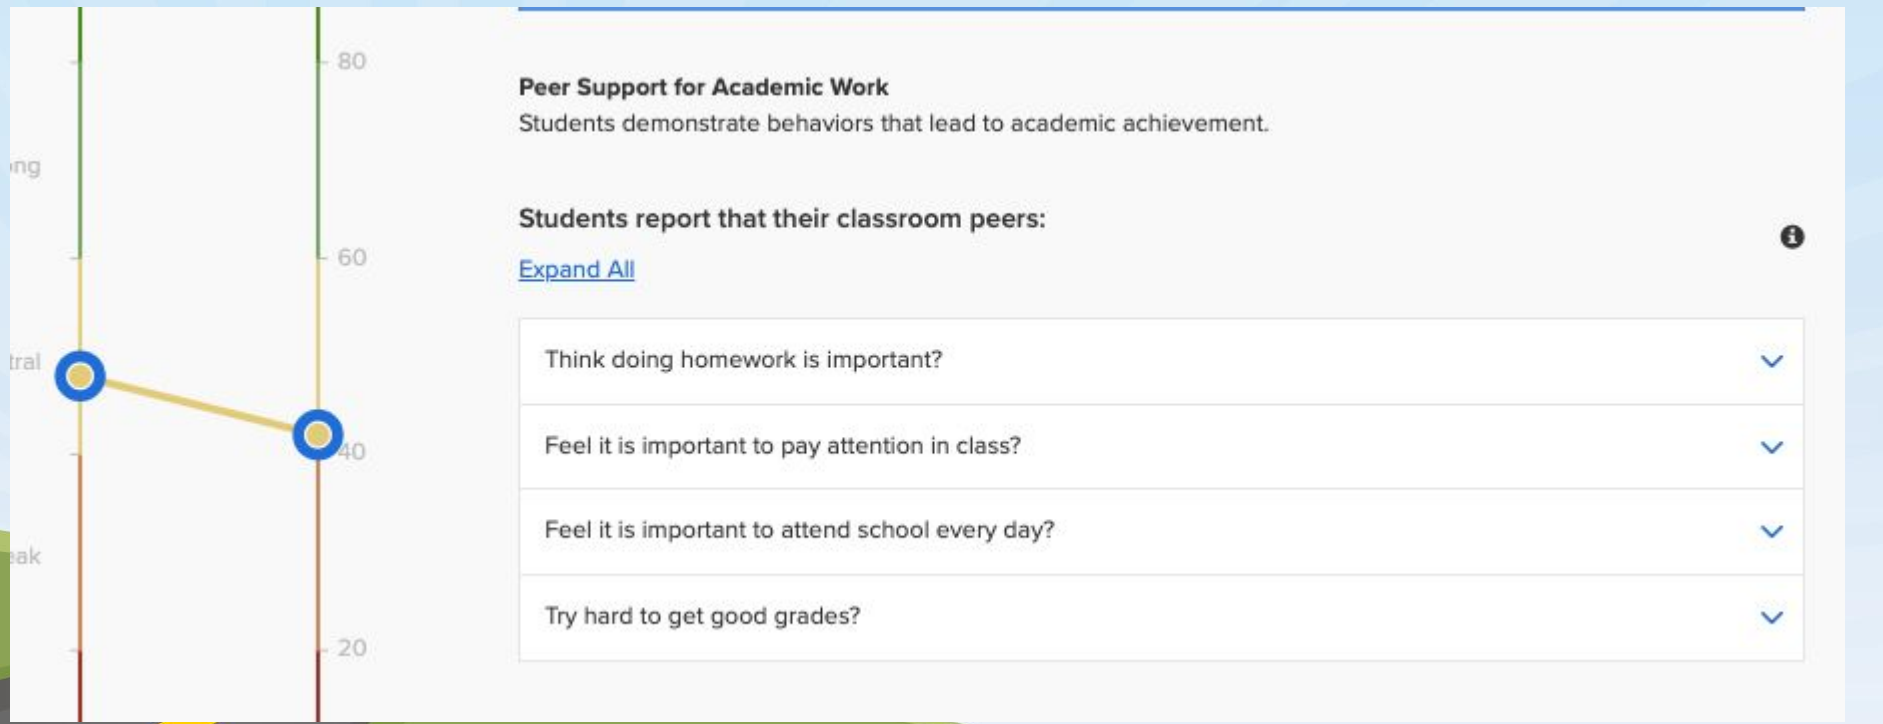 80
Peer Support for Academic Work
Students demonstrate behaviors that lead to academic achievement.
ong
Students report that their classroom peers:
60
Expand All
Think doing homework is important?
tral
Feel it is important to pay attention in class?
40
Feel it is important to attend school every day?
eak
Try hard to get good grades?
20